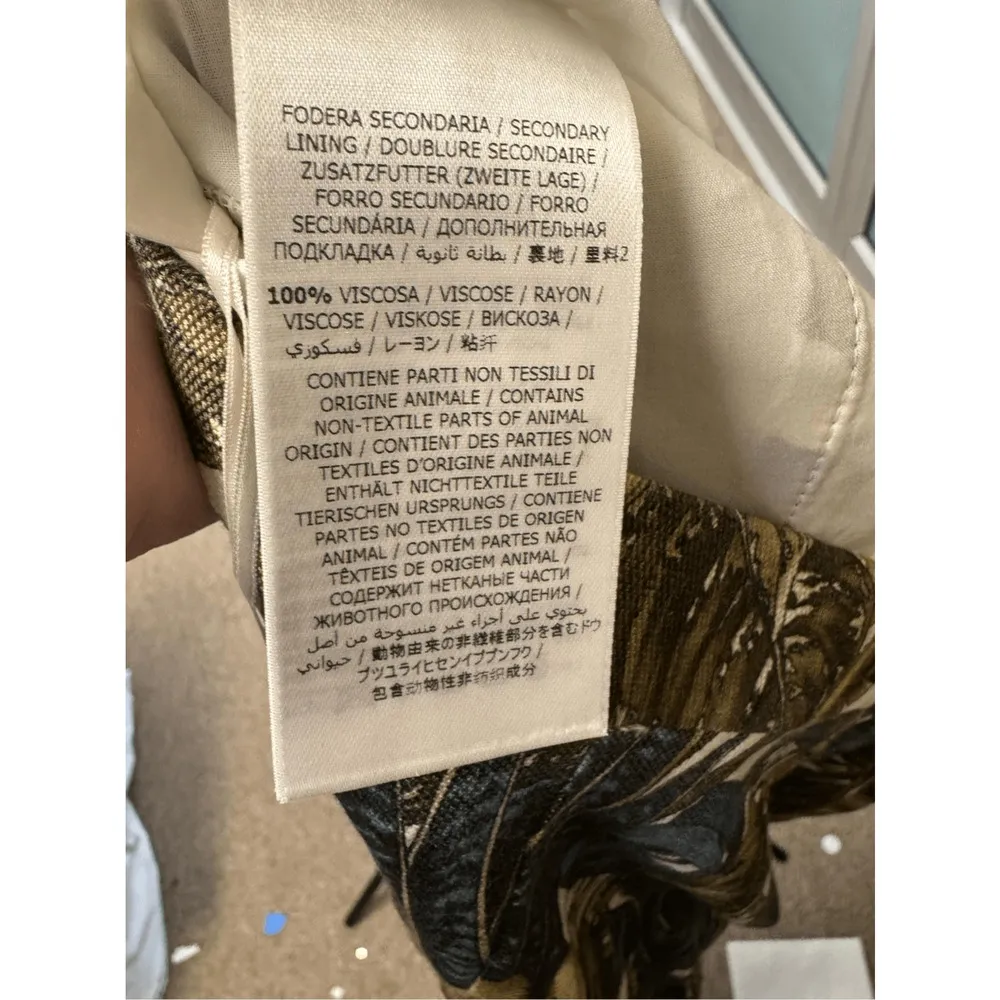 FODERA SECONDARIA / SECONDARY
LINING / DOUBLURE SECONDAIRE /
ZUSATZFUTTER (ZWEITE LAGE) /
FORRO SECUNDARIO / FORRO
SECUNDÁRIA / ДОПОЛНИТЕЛЬНАЯ
ПОДКЛАДКА / بطانة ثانوية / 裏地 / 里料2
100% VISCOSA / VISCOSE / RAYON /
VISCOSE / VISKOSE / ВИСКОЗА /
فسكوزي / レーヨン / 粘纤
CONTIENE PARTI NON TESSILI DI
ORIGINE ANIMALE / CONTAINS
NON-TEXTILE PARTS OF ANIMAL
ORIGIN / CONTIENT DES PARTIES NON
TEXTILES D'ORIGINE ANIMALE /
ENTHÄLT NICHTTEXTILE TEILE
TIERISCHEN URSPRUNGS / CONTIENE
PARTES NO TEXTILES DE ORIGEN
ANIMAL / CONTÉM PARTES NÃO
TÊXTEIS DE ORIGEM ANIMAL /
СОДЕРЖИТ НЕТКАНЫЕ ЧАСТИ
ЖИВОТНОГО ПРОИСХОЖДЕНИЯ /
يحتوي على أجزاء غير منسوجة من أصل
حيواني / 動物由来の非繊維部分を含むドウ
ブツユライヒセンイブブンフク /
包含动物性非纺织成分